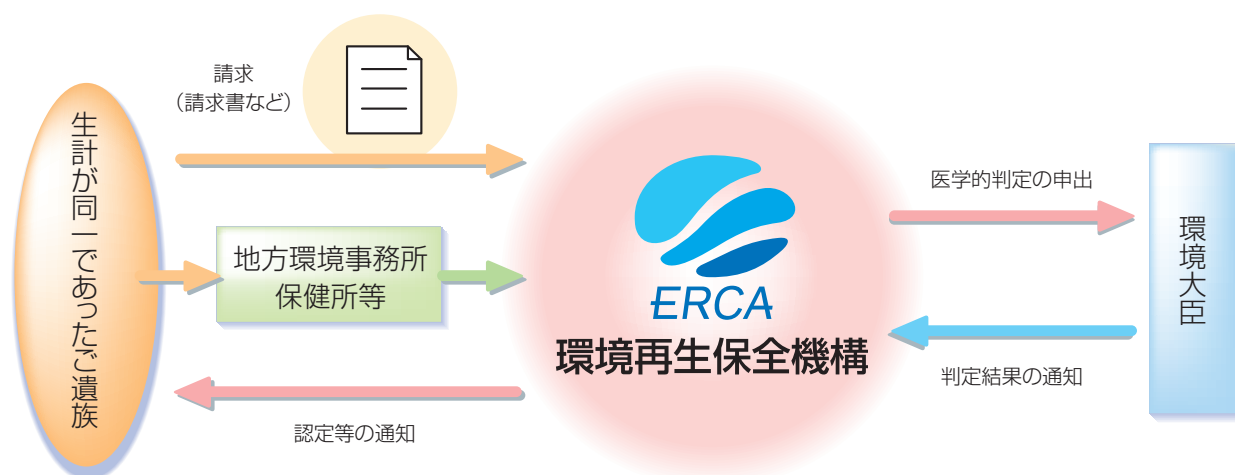 請求
（請求書など）
生計が同一であったご遺族
地方環境事務所
保健所等
認定等の通知
ERCA
環境再生保全機構
医学的判定の申出
判定結果の通知
環境大臣